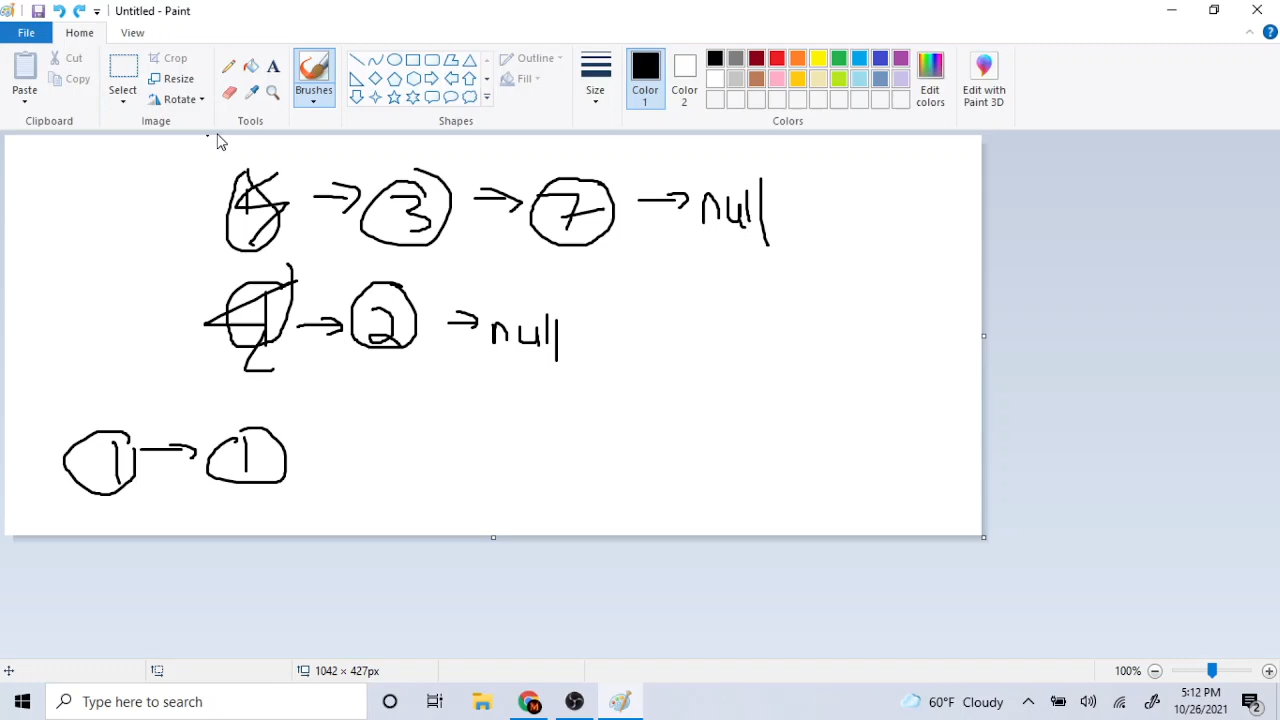 Untitled - Paint
File Home View
Paste Cut Copy Clipboard
Select Crop Resize Rotate Image
Tools
Brushes
Outline Fill Shapes
Size
Color 1 Color 2 Edit colors Colors
Edit with Paint 3D
3 7 null
2 null
1 1
1042 × 427px
100%
Type here to search
60°F Cloudy
5:12 PM
10/26/2021
2